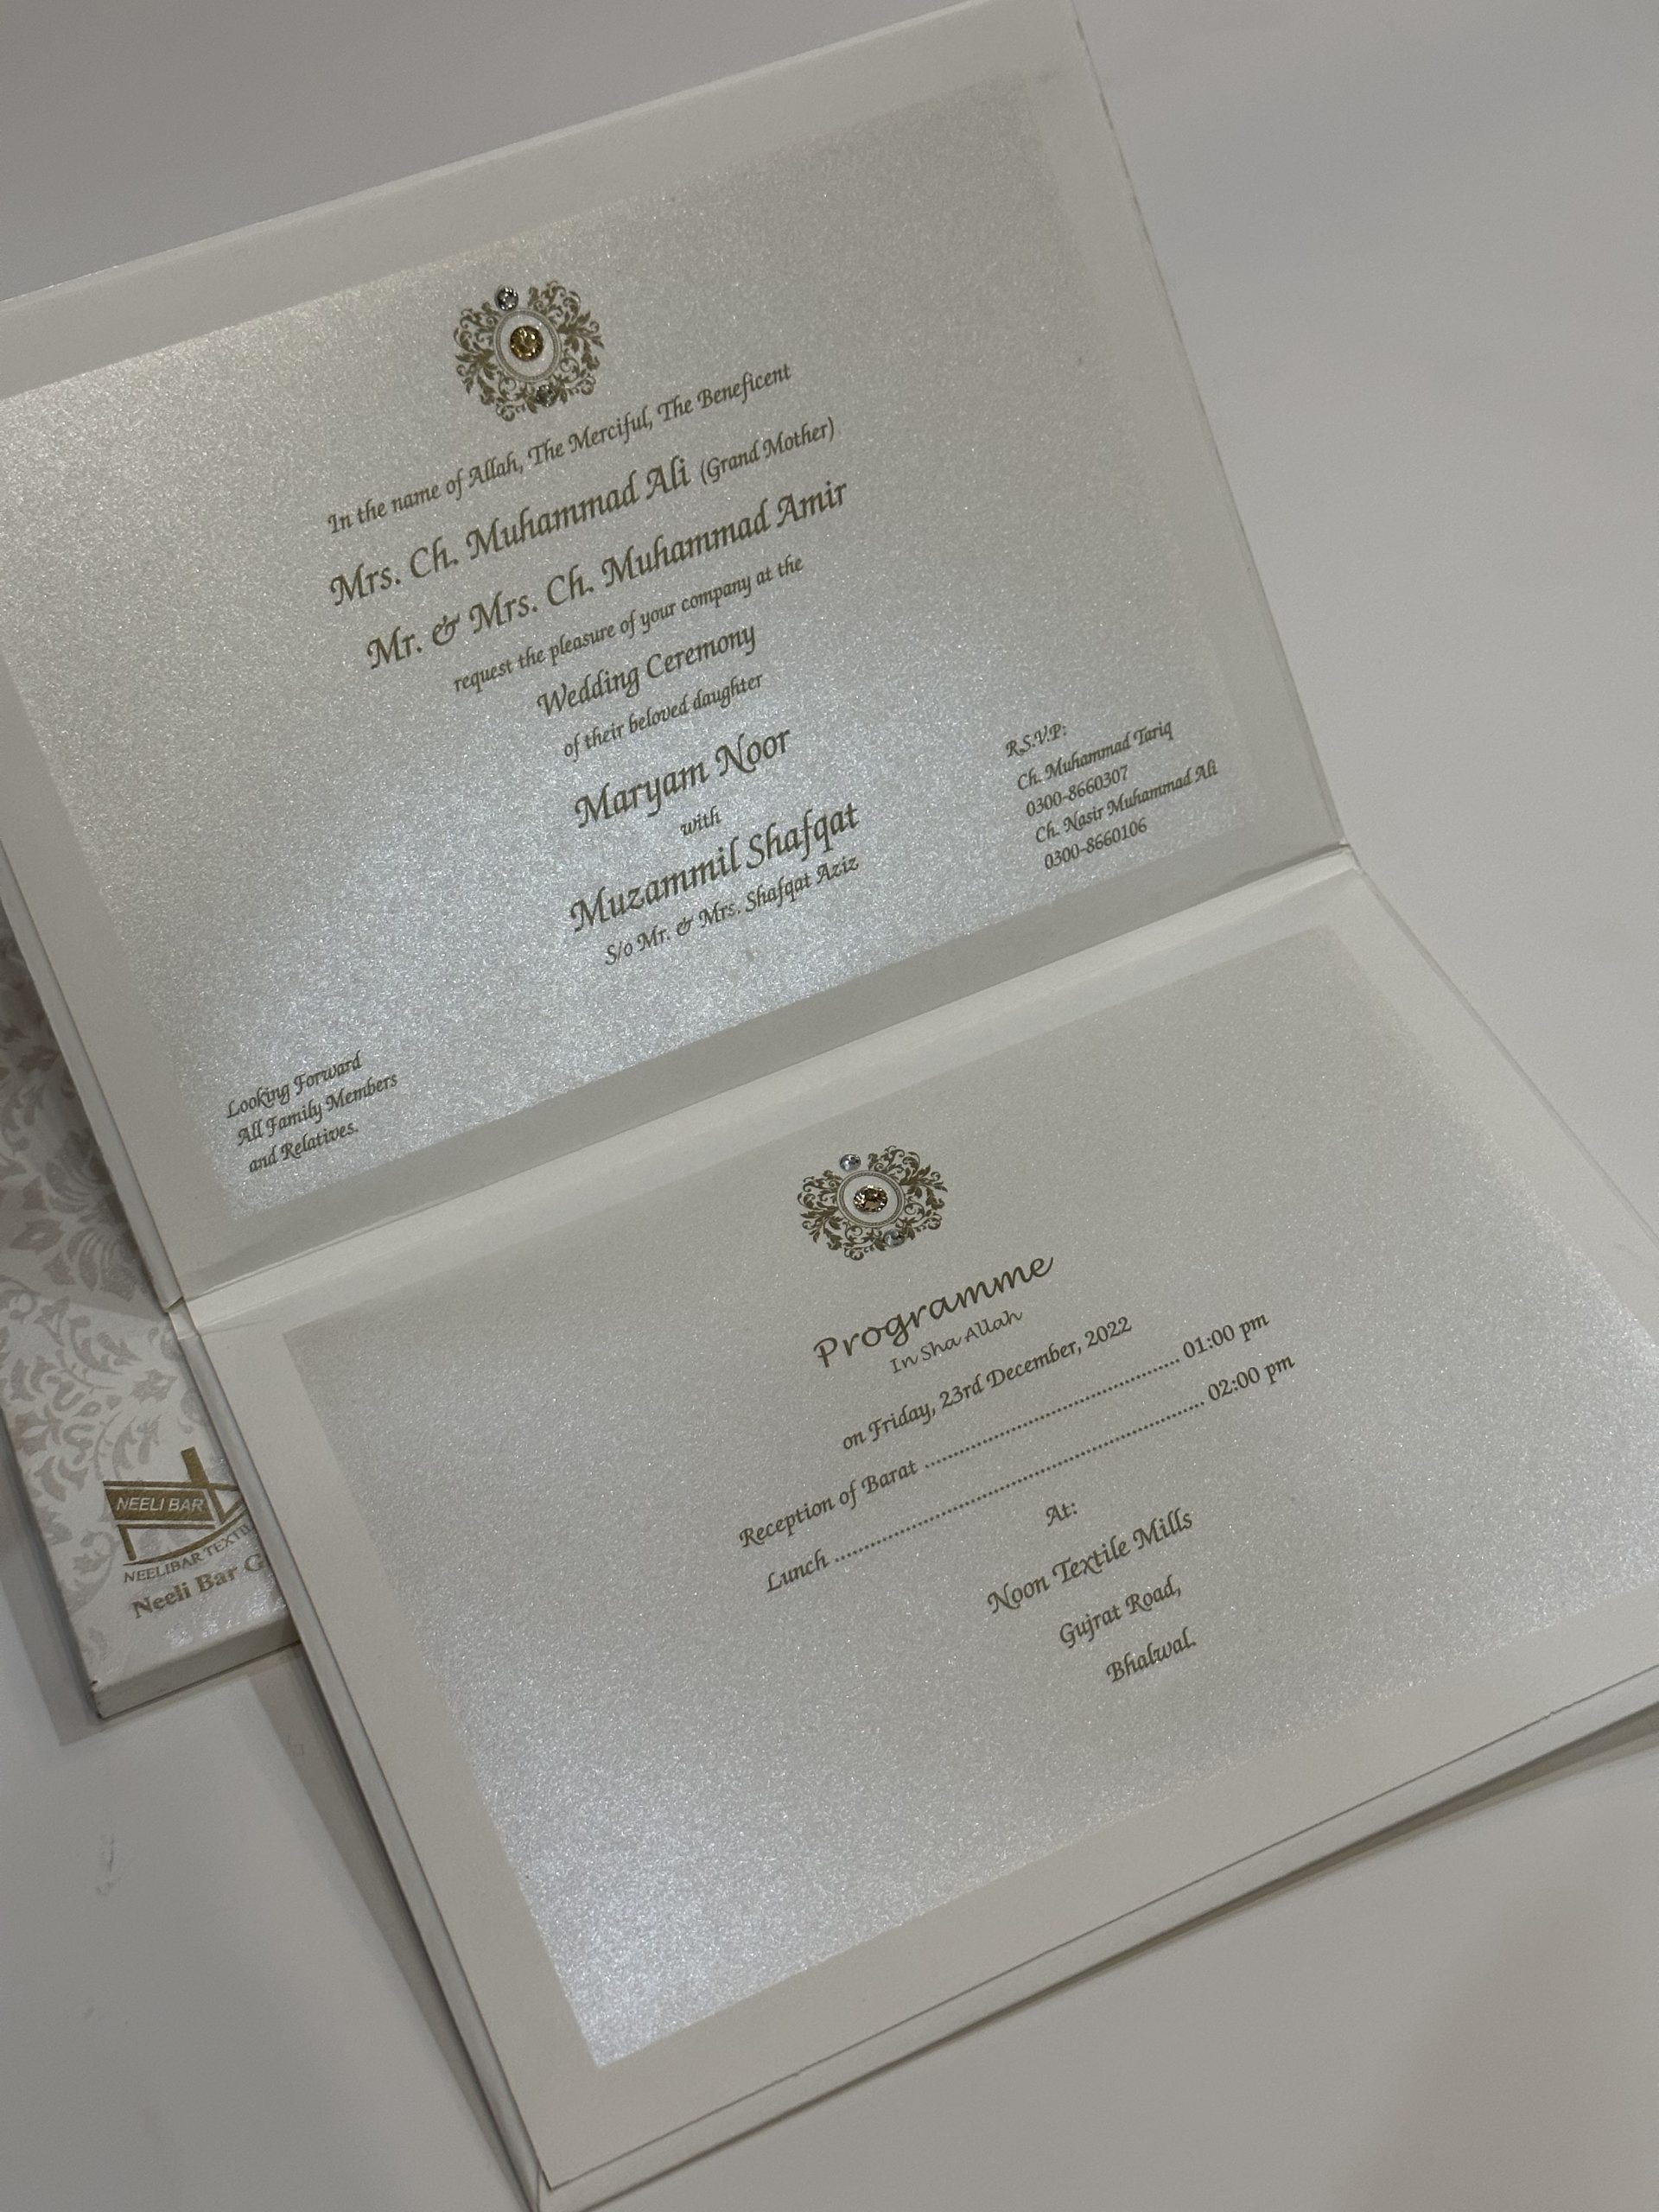 In the name of Allah, The Merciful, The Beneficent
Mrs. Ch. Muhammad Ali (Grand Mother)
Mr. & Mrs. Ch. Muhammad Amir
request the pleasure of your company at the
Wedding Ceremony
of their beloved daughter
Maryam Noor
with
Muzammil Shafqat
S/o Mr. & Mrs. Shafqat Aziz
R.S.V.P:
Ch. Muhammad Tariq
0300-8660307
Ch. Nasir Muhammad Ali
0300-8660106
Looking Forward
All Family Members
and Relatives.
Programme
In Sha Allah
on Friday, 23rd December, 2022
Reception of Barat ........................................ 01:00 pm
Lunch ............................................................ 02:00 pm
At:
Noon Textile Mills
Gujrat Road,
Bhalwal.
NEELI BAR
NEELIBAR
Neeli Bar